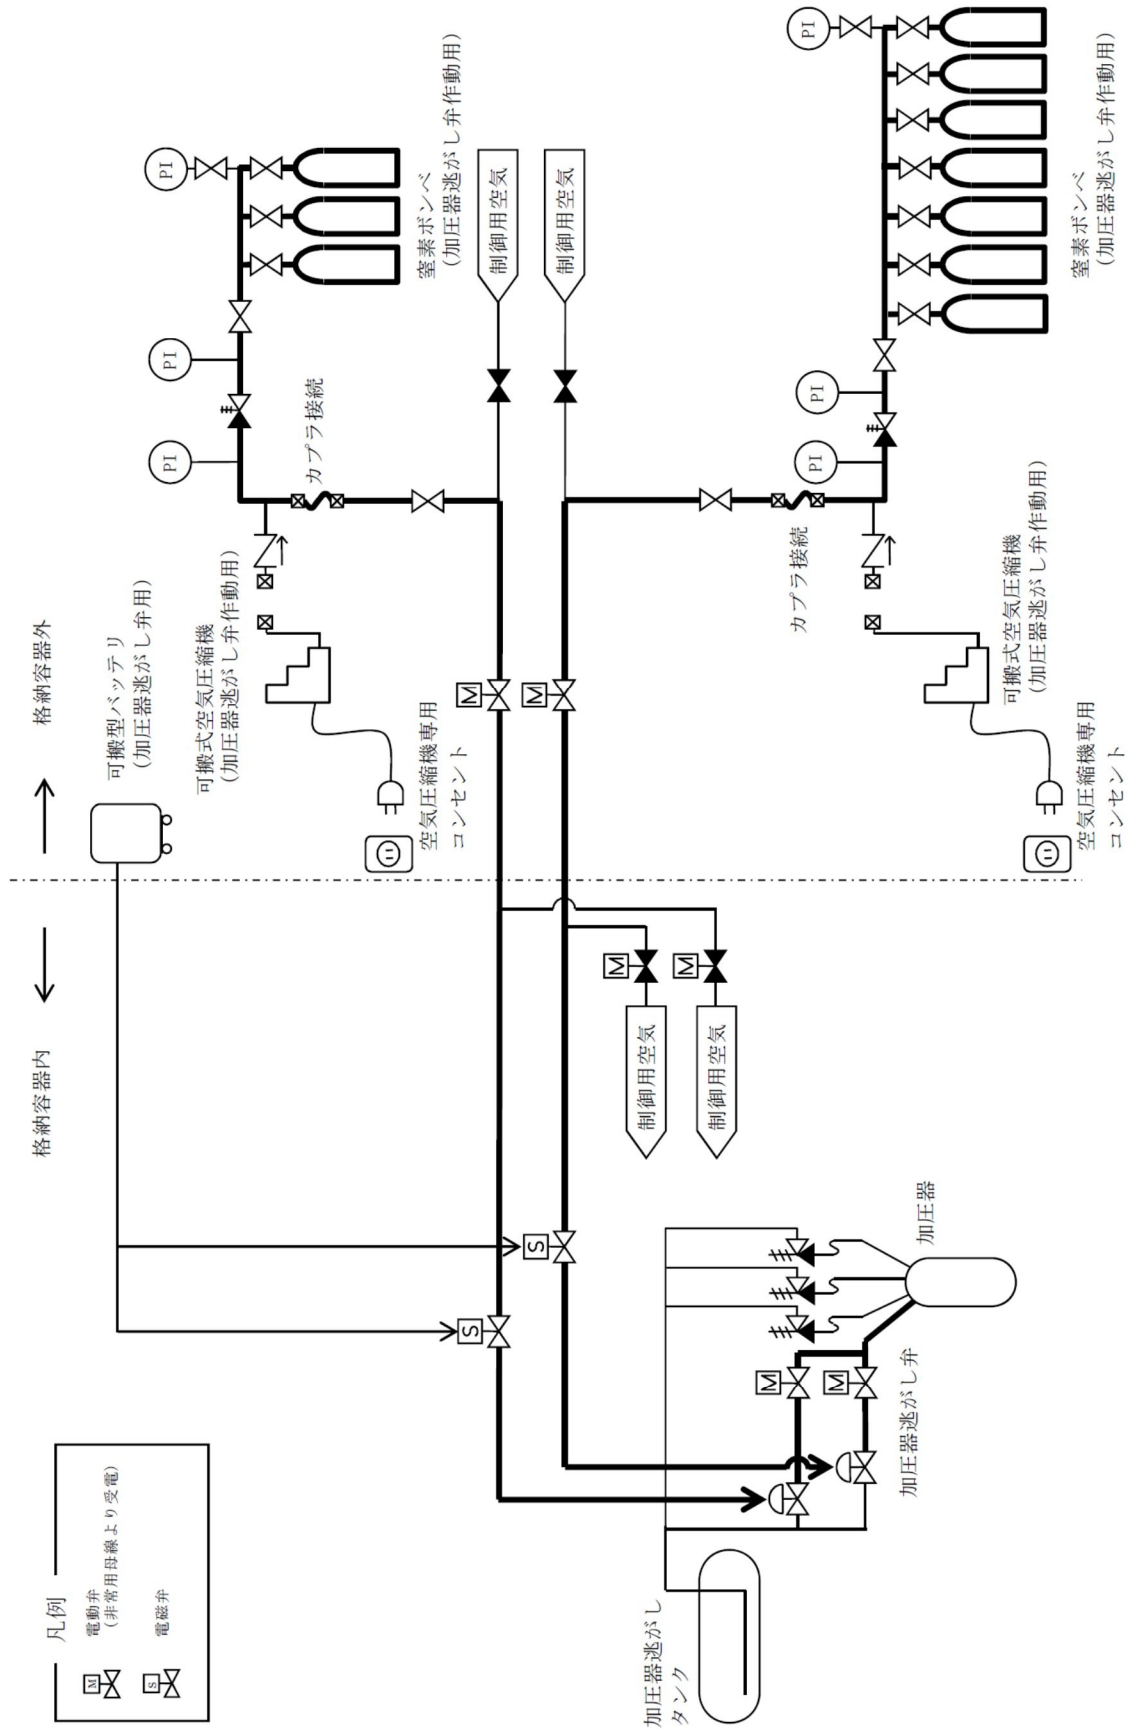 凡例
M
電動弁
(非常用母線より受電)
S
電磁弁
格納容器内
格納容器外
可搬型バッテリ
(加圧器逃がし弁用)
可搬式空気圧縮機
(加圧器逃がし弁作動用)
空気圧縮機専用
コンセント
PI
PI
PI
カプラ接続
窒素ボンベ
(加圧器逃がし弁作動用)
制御用空気
制御用空気
M
M
S
S
M
M
制御用空気
制御用空気
加圧器逃がし
タンク
M
M
加圧器逃がし弁
加圧器
カプラ接続
PI
PI
PI
可搬式空気圧縮機
(加圧器逃がし弁作動用)
空気圧縮機専用
コンセント
窒素ボンベ
(加圧器逃がし弁作動用)